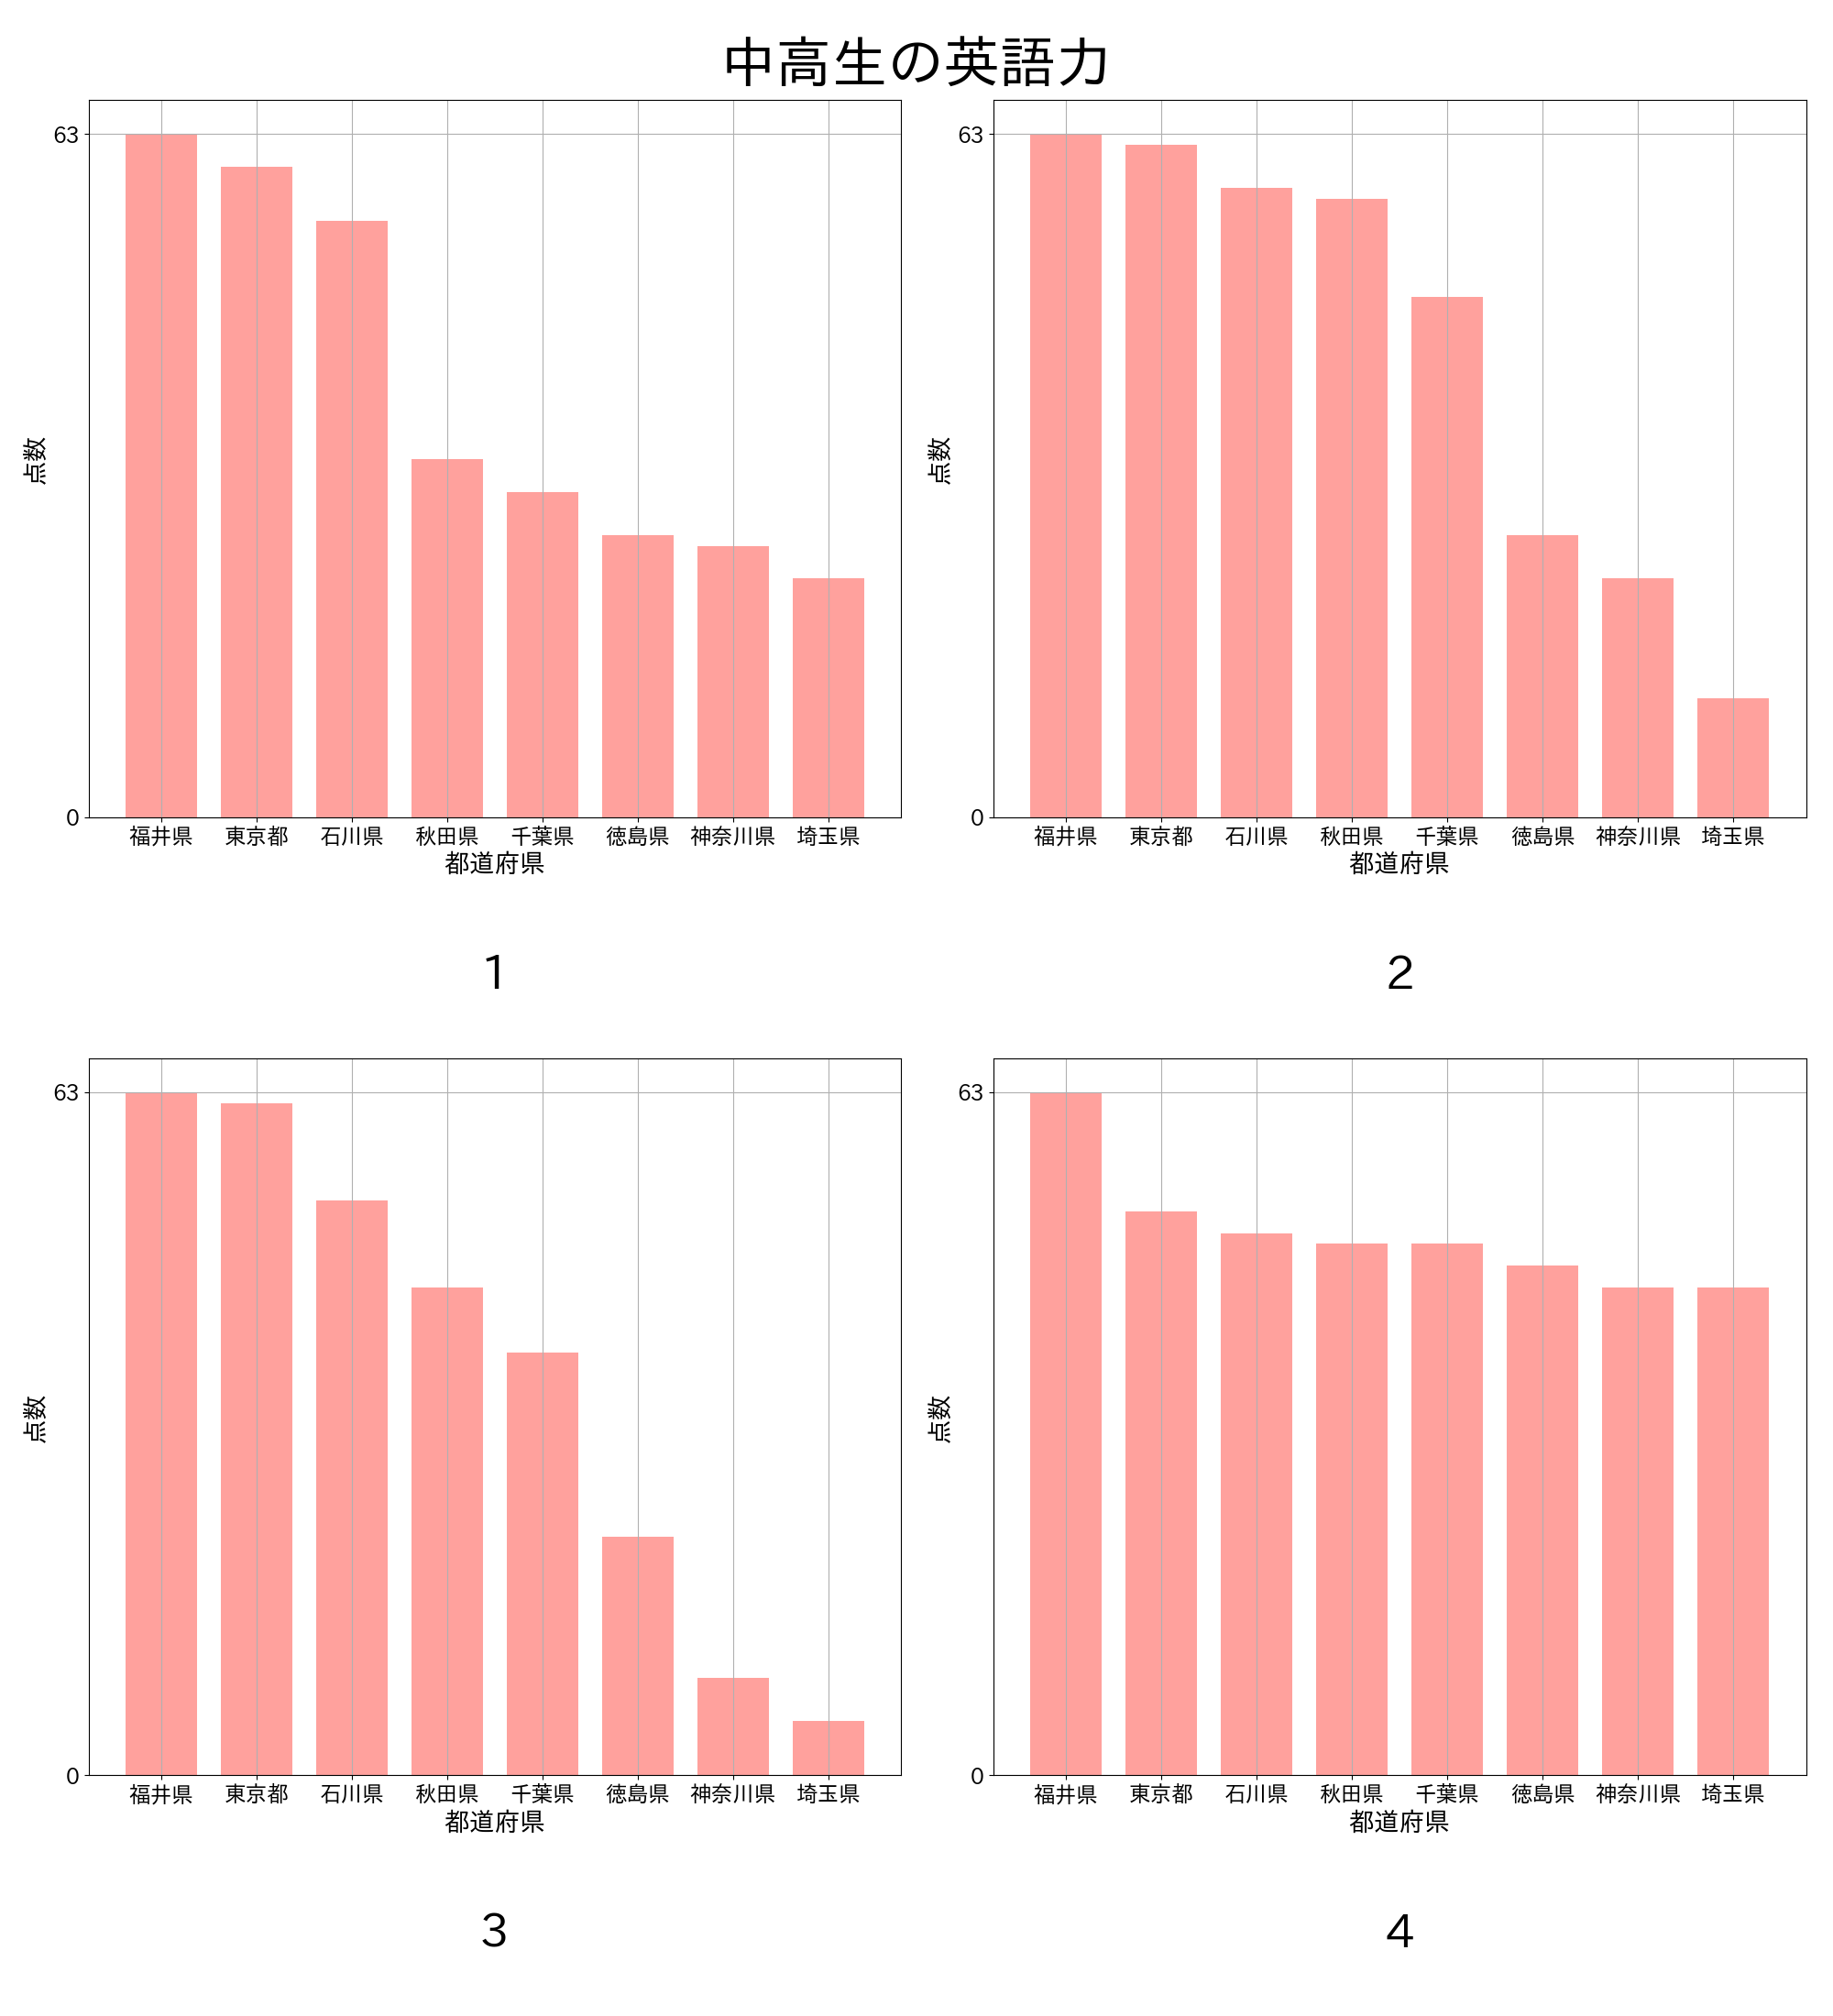 中高生の英語力
63
0
点数
福井県 東京都 石川県 秋田県 千葉県 徳島県 神奈川県 埼玉県
都道府県
1
63
0
点数
福井県 東京都 石川県 秋田県 千葉県 徳島県 神奈川県 埼玉県
都道府県
2
63
0
点数
福井県 東京都 石川県 秋田県 千葉県 徳島県 神奈川県 埼玉県
都道府県
3
63
0
点数
福井県 東京都 石川県 秋田県 千葉県 徳島県 神奈川県 埼玉県
都道府県
4